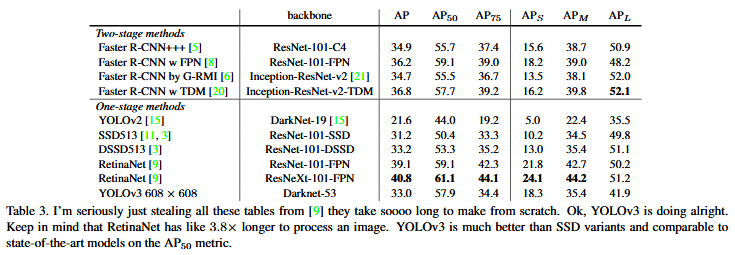 backbone AP AP50 AP75 APS APM APL
Two-stage methods
Faster R-CNN+++ [5] ResNet-101-C4 34.9 55.7 37.4 15.6 38.7 50.9
Faster R-CNN w FPN [8] ResNet-101-FPN 36.2 59.1 39.0 18.2 39.0 48.2
Faster R-CNN by G-RMI [6] Inception-ResNet-v2 [21] 34.7 55.5 36.7 13.5 38.1 52.0
Faster R-CNN w TDM [20] Inception-ResNet-v2-TDM 36.8 57.7 39.2 16.2 39.8 52.1
One-stage methods
YOLOv2 [15] DarkNet-19 [15] 21.6 44.0 19.2 5.0 22.4 35.5
SSD513 [11, 3] ResNet-101-SSD 31.2 50.4 33.3 10.2 34.5 49.8
DSSD513 [3] ResNet-101-DSSD 33.2 53.3 35.2 13.0 35.4 51.1
RetinaNet [9] ResNet-101-FPN 39.1 59.1 42.3 21.8 42.7 50.2
RetinaNet [9] ResNeXt-101-FPN 40.8 61.1 44.1 24.1 44.2 51.2
YOLOv3 608 × 608 Darknet-53 33.0 57.9 34.4 18.3 35.4 41.9
Table 3. I'm seriously just stealing all these tables from [9] they take soooo long to make from scratch. Ok, YOLOv3 is doing alright.
Keep in mind that RetinaNet has like 3.8× longer to process an image. YOLOv3 is much better than SSD variants and comparable to
state-of-the-art models on the AP50 metric.